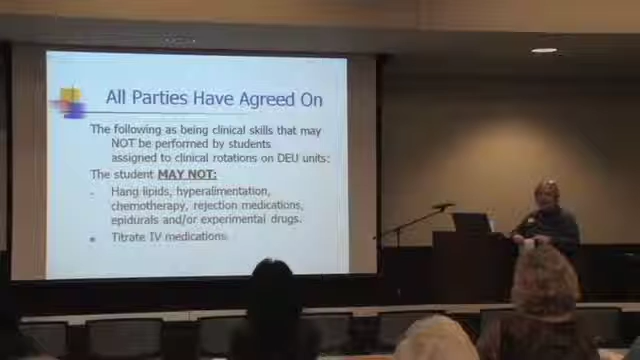 All Parties Have Agreed On
The following as being clinical skills that may
NOT be performed by students
assigned to clinical rotations on DEU units:
The student MAY NOT:
Hang lipids, hyperalimentation,
chemotherapy, rejection medications,
epidurals and/or experimental drugs.
Titrate IV medications.